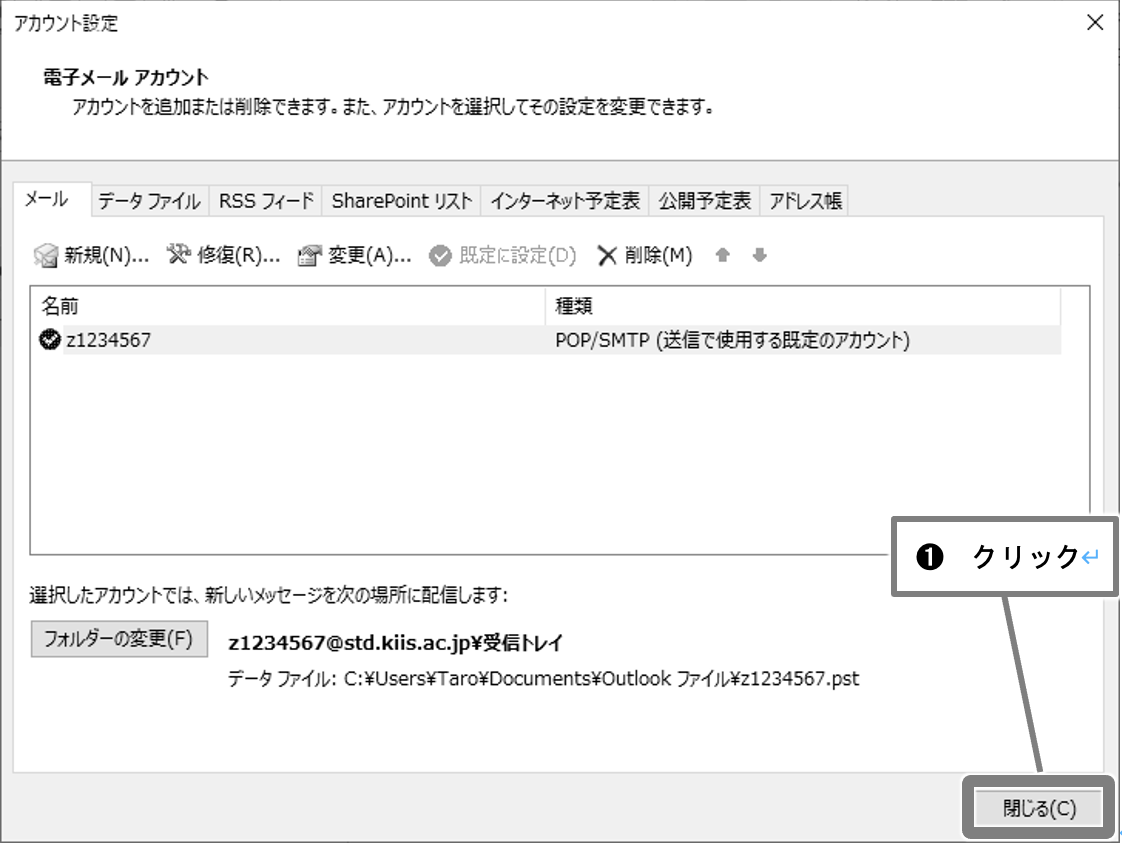 アカウント設定
電子メール アカウント
アカウントを追加または削除できます。また、アカウントを選択してその設定を変更できます。
メール データ ファイル RSS フィード SharePoint リスト インターネット予定表 公開予定表 アドレス帳
新規(N)... 修復(R)... 変更(A)... 既定に設定(D) 削除(M)
名前 種類
z1234567 POP/SMTP (送信で使用する既定のアカウント)
❶ クリック↵
選択したアカウントでは、新しいメッセージを次の場所に配信します:
フォルダーの変更(F) z1234567@std.kiis.ac.jp¥受信トレイ
データ ファイル: C:¥Users¥Taro¥Documents¥Outlook ファイル¥z1234567.pst
閉じる(C)